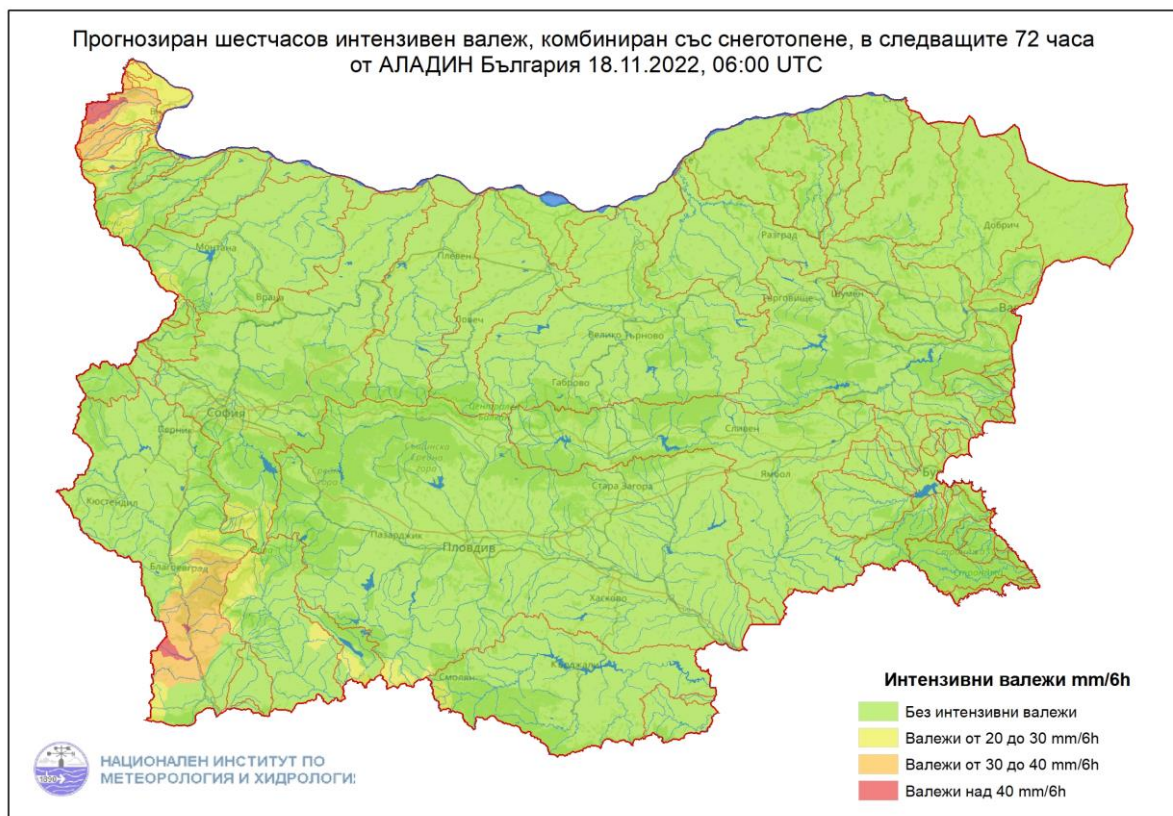 Прогнозиран шестчасов интензивен валеж, комбиниран със снеготопене, в следващите 72 часа
от АЛАДИН България 18.11.2022, 06:00 UTC
Монтана
Плевен
Разград
Добрич
Враца
Ловеч
Търговище
Шумен
Велико Търново
Габрово
София
Перник
Сливен
Ямбол
Стара Загора
Кюстендил
Пазарджик
Пловдив
Благоевград
Хасково
Смолян
Кърджали
Интензивни валежи mm/6h
Без интензивни валежи
Валежи от 20 до 30 mm/6h
Валежи от 30 до 40 mm/6h
Валежи над 40 mm/6h
1890
НАЦИОНАЛЕН ИНСТИТУТ ПО
МЕТЕОРОЛОГИЯ И ХИДРОЛОГИ